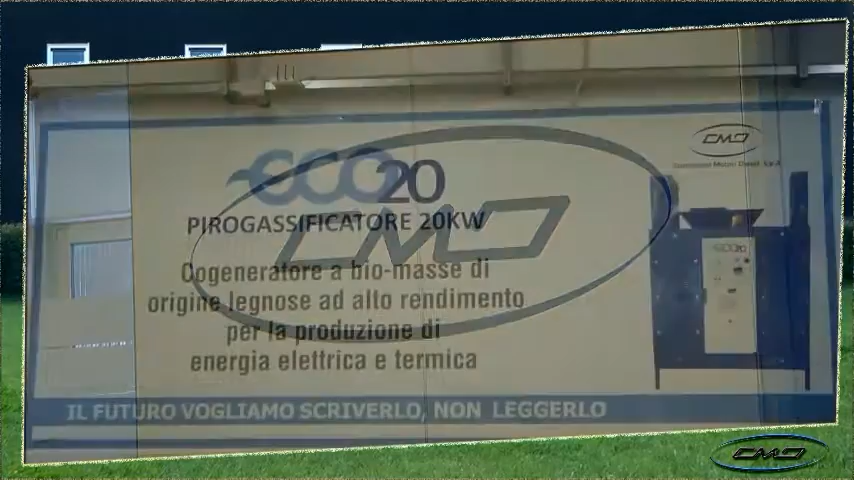 ECO20
CMD
PIROGASSIFICATORE 20KW
CMD
Cogeneratore a bio-masse di
origine legnose ad alto rendimento
per la produzione di
energia elettrica e termica
ECO20
IL FUTURO VOGLIAMO SCRIVERLO, NON LEGGERLO
CMD